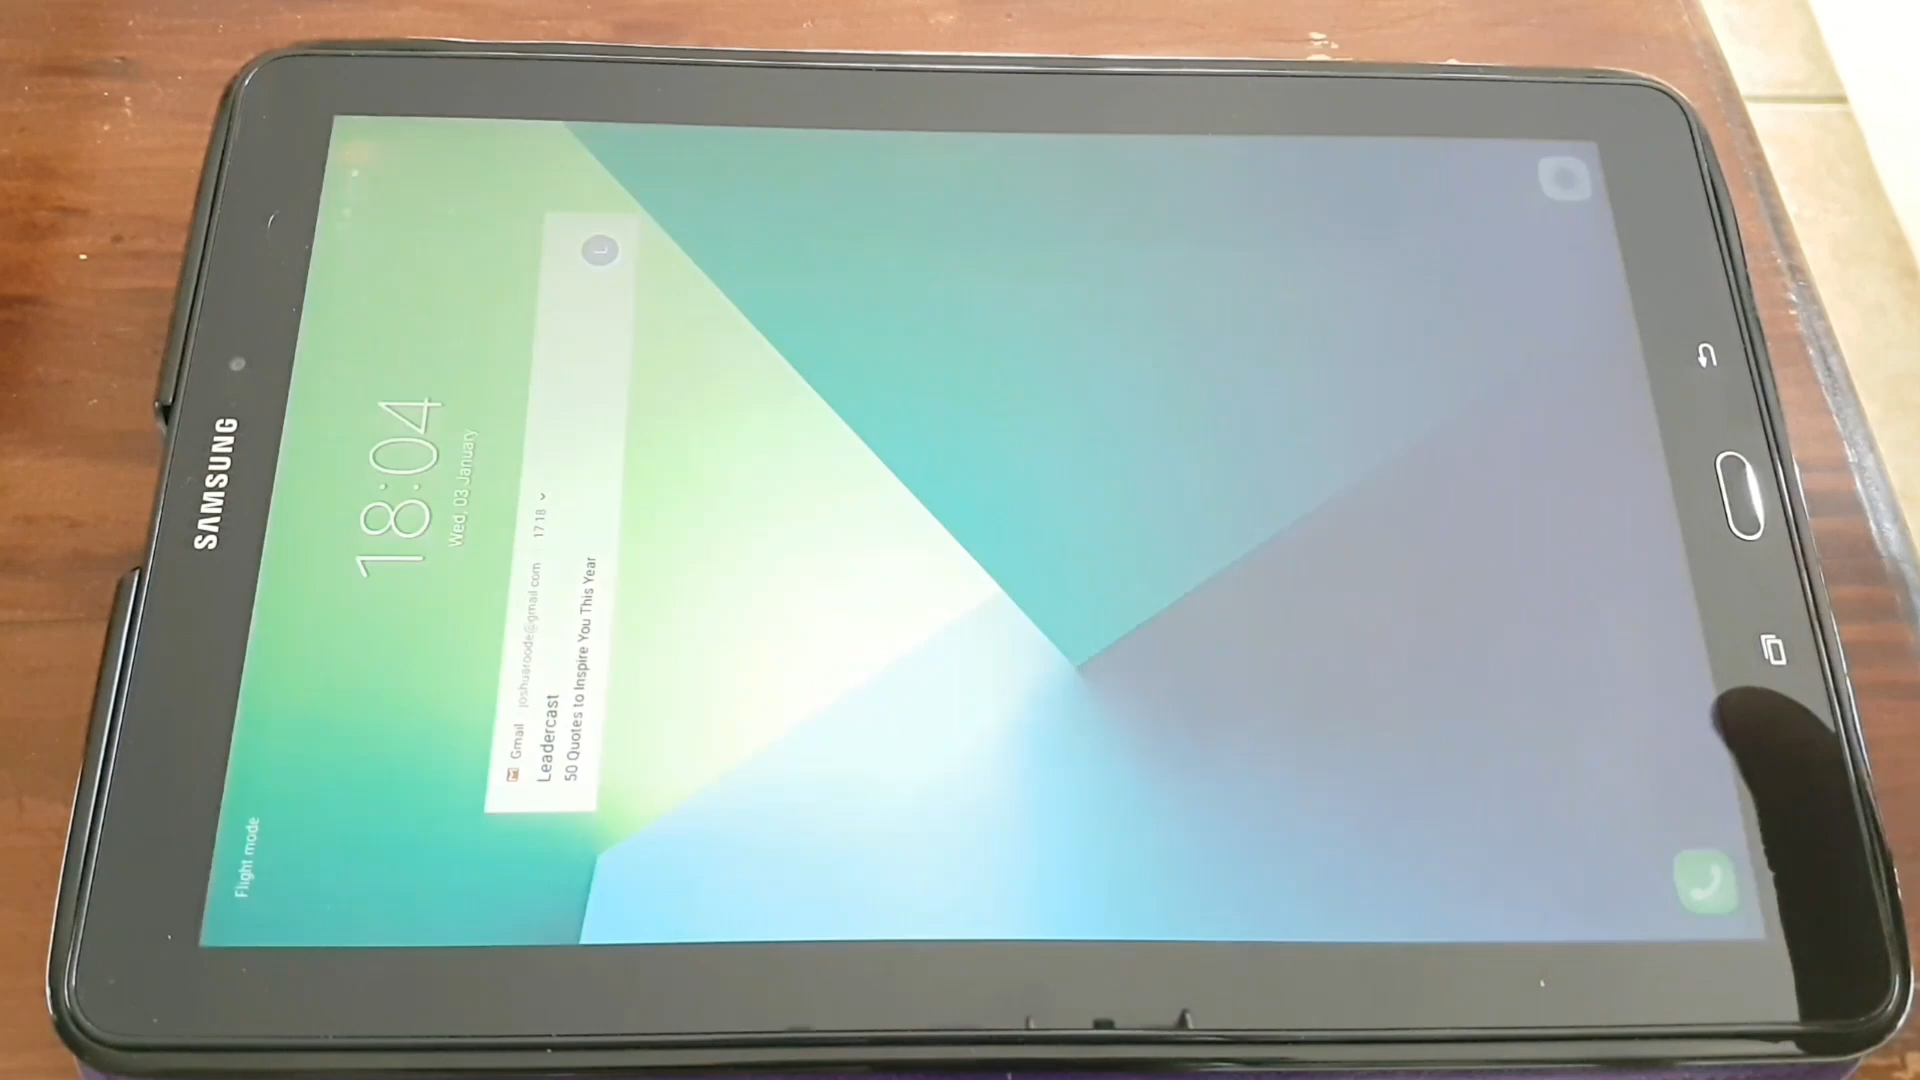 SAMSUNG
Flight mode
18:04
Wed, 03 January
Gmail joshuaroode@gmail.com 17:18
Leadercast
50 Quotes to Inspire You This Year
L